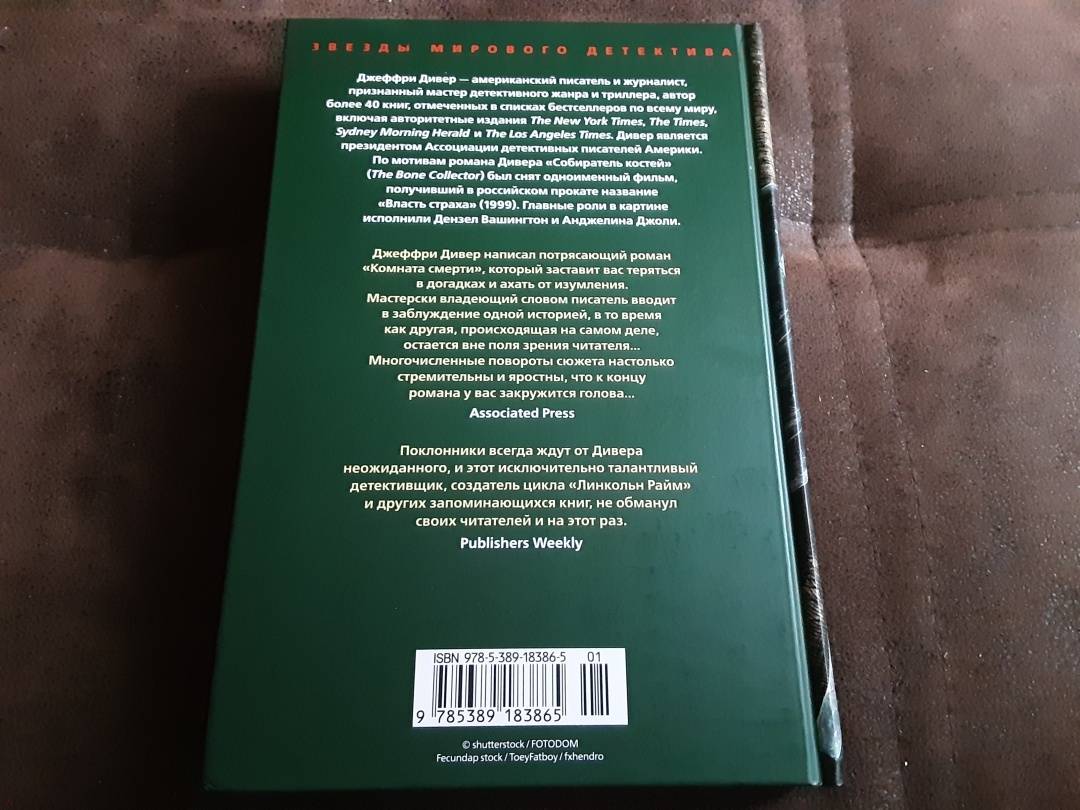 ЗВЕЗДЫ МИРОВОГО ДЕТЕКТИВА
Джеффри Дивер — американский писатель и журналист,
признанный мастер детективного жанра и триллера, автор
более 40 книг, отмеченных в списках бестселлеров по всему миру,
включая авторитетные издания The New York Times, The Times,
Sydney Morning Herald и The Los Angeles Times. Дивер является
президентом Ассоциации детективных писателей Америки.
По мотивам романа Дивера «Собиратель костей»
(The Bone Collector) был снят одноименный фильм,
получивший в российском прокате название
«Власть страха» (1999). Главные роли в картине
исполнили Дензел Вашингтон и Анджелина Джоли.
Джеффри Дивер написал потрясающий роман
«Комната смерти», который заставит вас теряться
в догадках и ахать от изумления.
Мастерски владеющий словом писатель вводит
в заблуждение одной историей, в то время
как другая, происходящая на самом деле,
остается вне поля зрения читателя...
Многочисленные повороты сюжета настолько
стремительны и яростны, что к концу
романа у вас закружится голова...
Associated Press
Поклонники всегда ждут от Дивера
неожиданного, и этот исключительно талантливый
детективщик, создатель цикла «Линкольн Райм»
и других запоминающихся книг, не обманул
своих читателей и на этот раз.
Publishers Weekly
ISBN 978-5-389-18386-5 01
9 785389 183865
© shutterstock / FOTODOM
Fecundap stock / ToeyFatboy / fxhendro